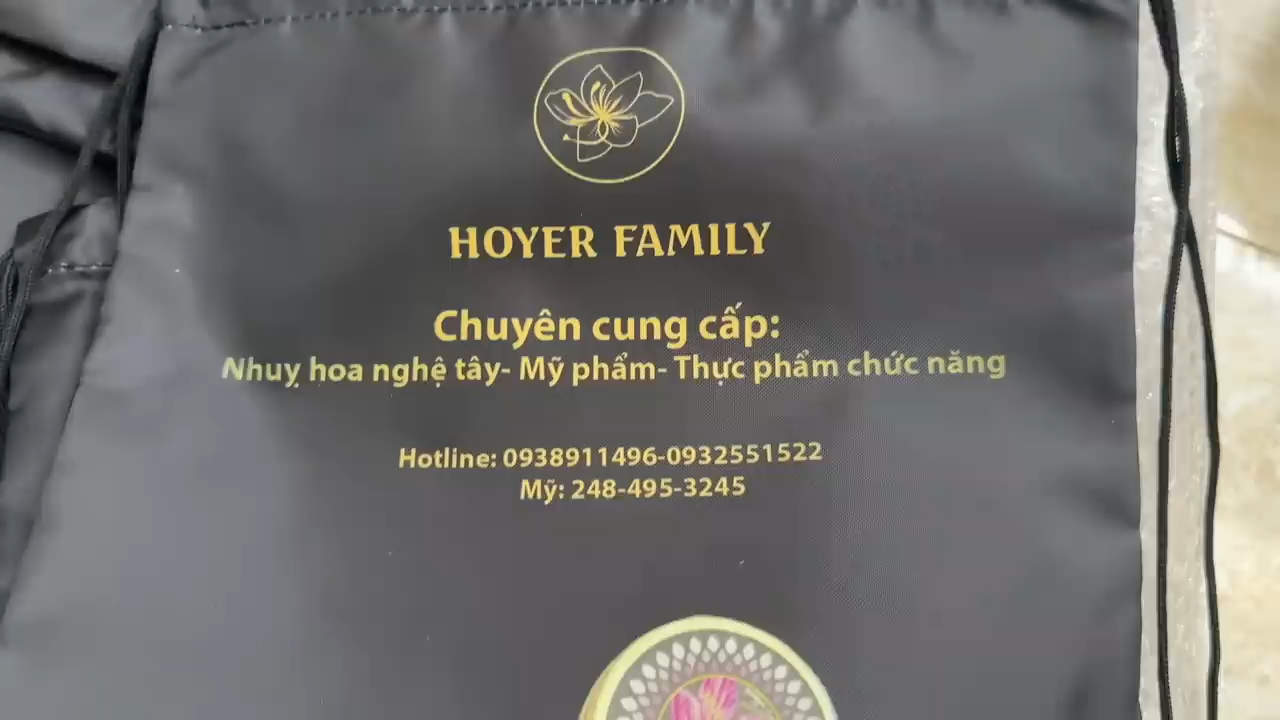 HOYER FAMILY
Chuyên cung cấp:
Nhuỵ hoa nghệ tây- Mỹ phẩm- Thực phẩm chức năng
Hotline: 0938911496-0932551522
Mỹ: 248-495-3245